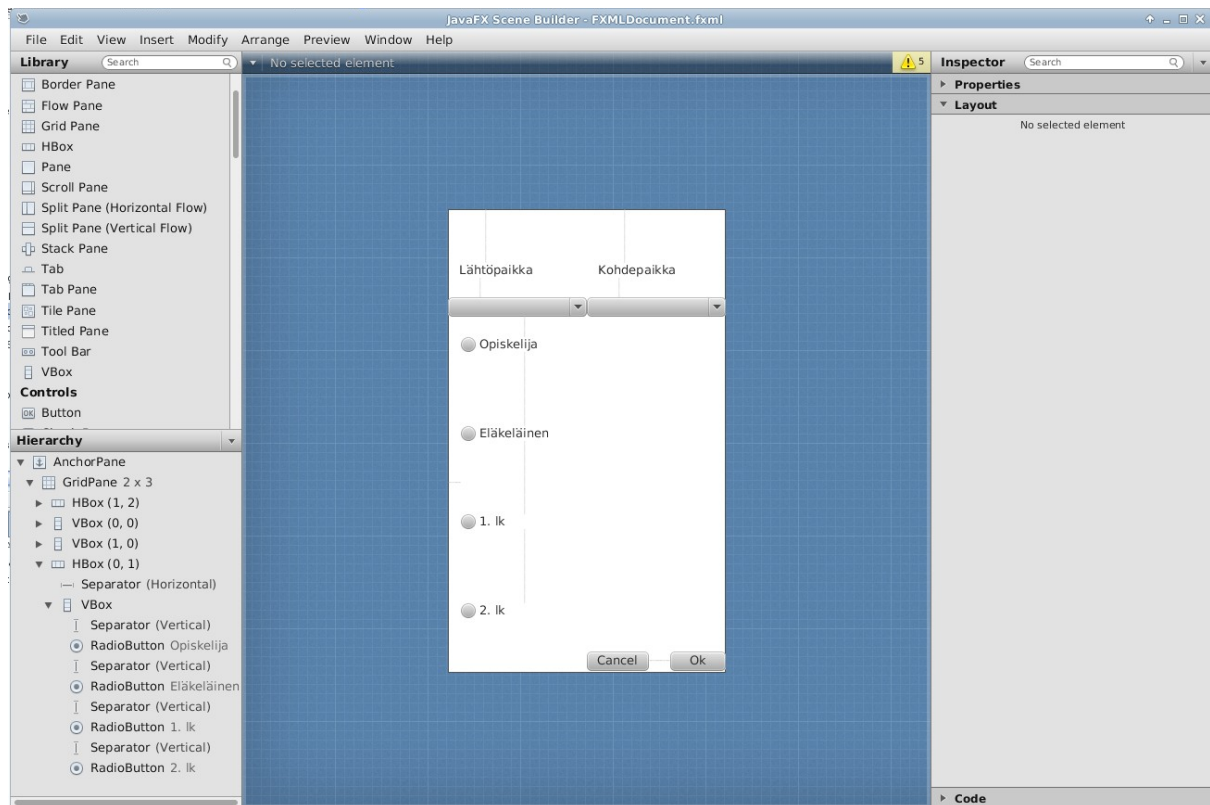 JavaFX Scene Builder - FXMLDocument.fxml
File Edit View Insert Modify Arrange Preview Window Help
Library Search
Border Pane
Flow Pane
Grid Pane
HBox
Pane
Scroll Pane
Split Pane (Horizontal Flow)
Split Pane (Vertical Flow)
Stack Pane
Tab
Tab Pane
Tile Pane
Titled Pane
Tool Bar
VBox
Controls
OK Button
Hierarchy
AnchorPane
GridPane 2 x 3
HBox (1, 2)
VBox (0, 0)
VBox (1, 0)
HBox (0, 1)
Separator (Horizontal)
VBox
Separator (Vertical)
RadioButton Opiskelija
Separator (Vertical)
RadioButton Eläkeläinen
Separator (Vertical)
RadioButton 1. lk
Separator (Vertical)
RadioButton 2. lk
No selected element
5
Lähtöpaikka Kohdepaikka
Opiskelija
Eläkeläinen
1. lk
2. lk
Cancel Ok
Inspector Search
Properties
Layout
No selected element
Code